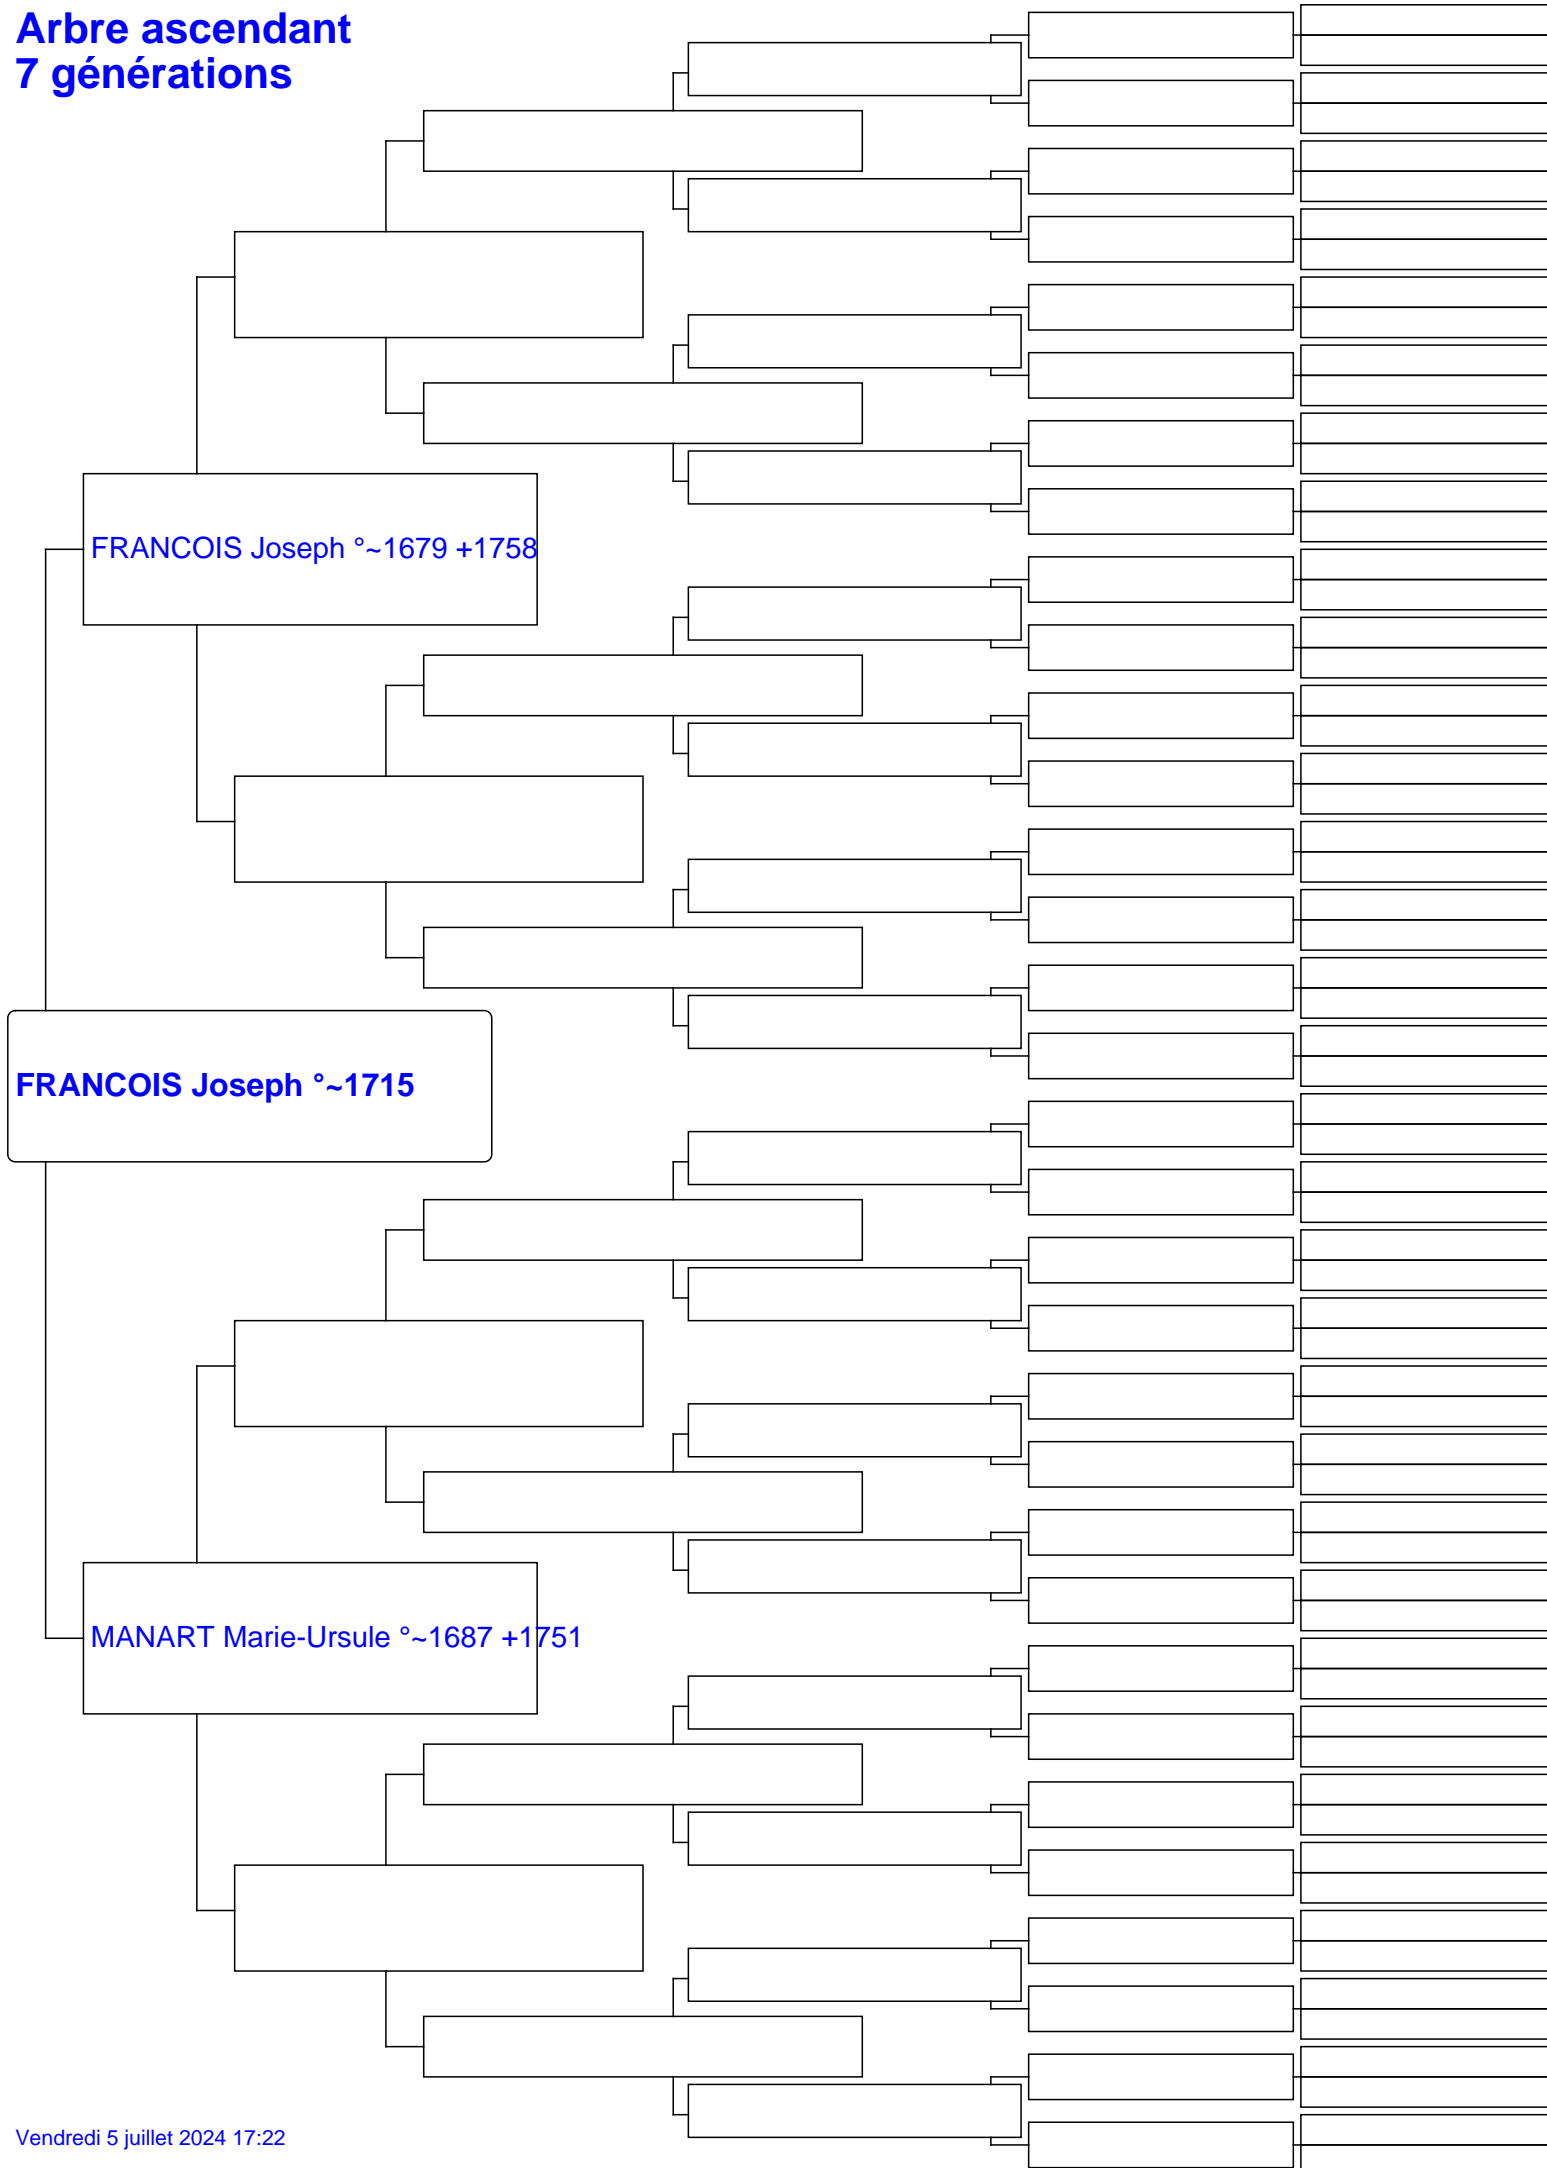 Arbre ascendant
7 générations
FRANCOIS Joseph °~1679 +1758
FRANCOIS Joseph °~1715
MANART Marie-Ursule °~1687 +1751
Vendredi 5 juillet 2024 17:22